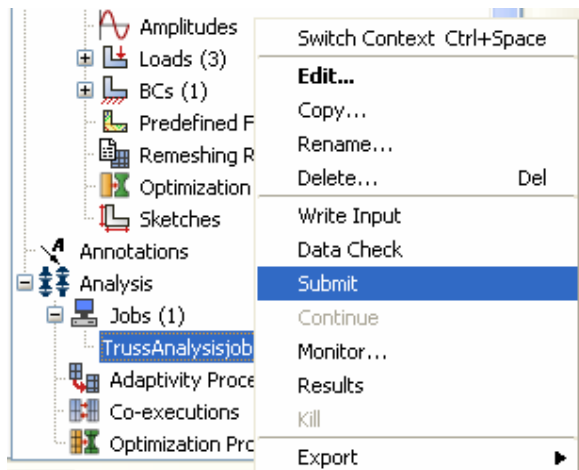 Amplitudes
Loads (3)
BCs (1)
Predefined F
Remeshing R
Optimization
Sketches
Annotations
Analysis
Jobs (1)
TrussAnalysisjob
Adaptivity Proce
Co-executions
Optimization Pro
Switch Context Ctrl+Space
Edit...
Copy...
Rename...
Delete... Del
Write Input
Data Check
Submit
Continue
Monitor...
Results
Kill
Export